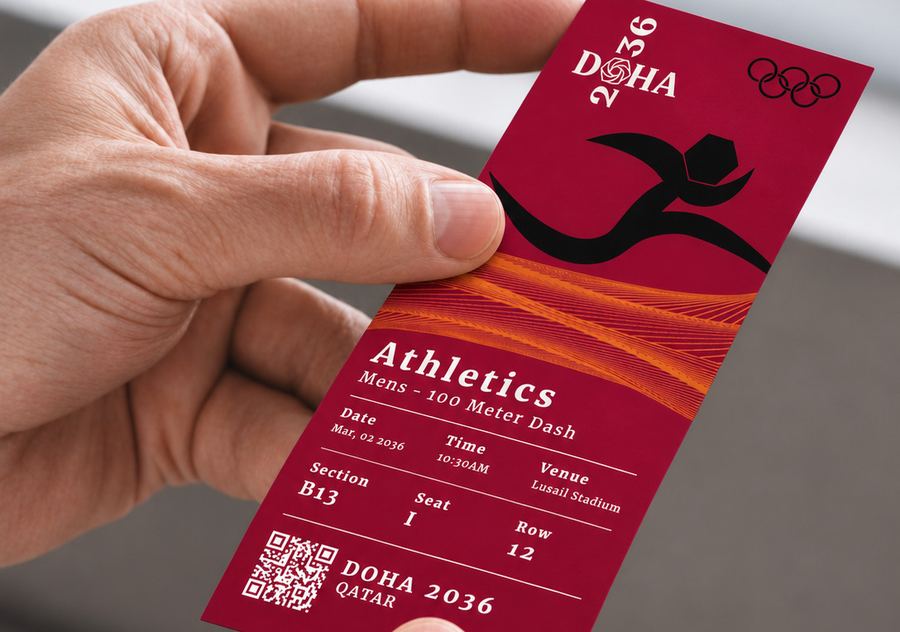 2036
DOHA
Athletics
Mens - 100 Meter Dash
Date
Mar, 02 2036
Time
10:30AM
Venue
Lusail Stadium
Section
B13
Seat
I
Row
12
DOHA 2036
QATAR